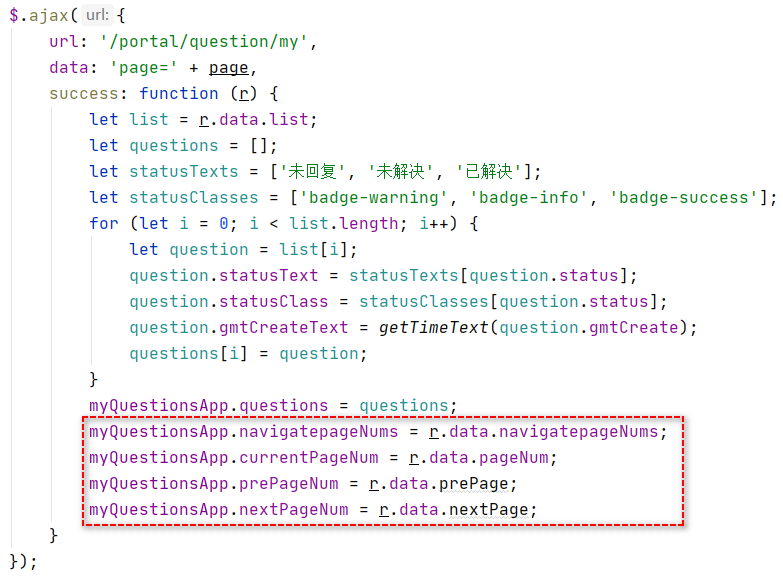 $.ajax( url: {
    url: '/portal/question/my',
    data: 'page=' + page,
    success: function (r) {
        let list = r.data.list;
        let questions = [];
        let statusTexts = ['未回复', '未解决', '已解决'];
        let statusClasses = ['badge-warning', 'badge-info', 'badge-success'];
        for (let i = 0; i < list.length; i++) {
            let question = list[i];
            question.statusText = statusTexts[question.status];
            question.statusClass = statusClasses[question.status];
            question.gmtCreateText = getTimeText(question.gmtCreate);
            questions[i] = question;
        }
        myQuestionsApp.questions = questions;
        myQuestionsApp.navigatepageNums = r.data.navigatepageNums;
        myQuestionsApp.currentPageNum = r.data.pageNum;
        myQuestionsApp.prePageNum = r.data.prePage;
        myQuestionsApp.nextPageNum = r.data.nextPage;
    }
});